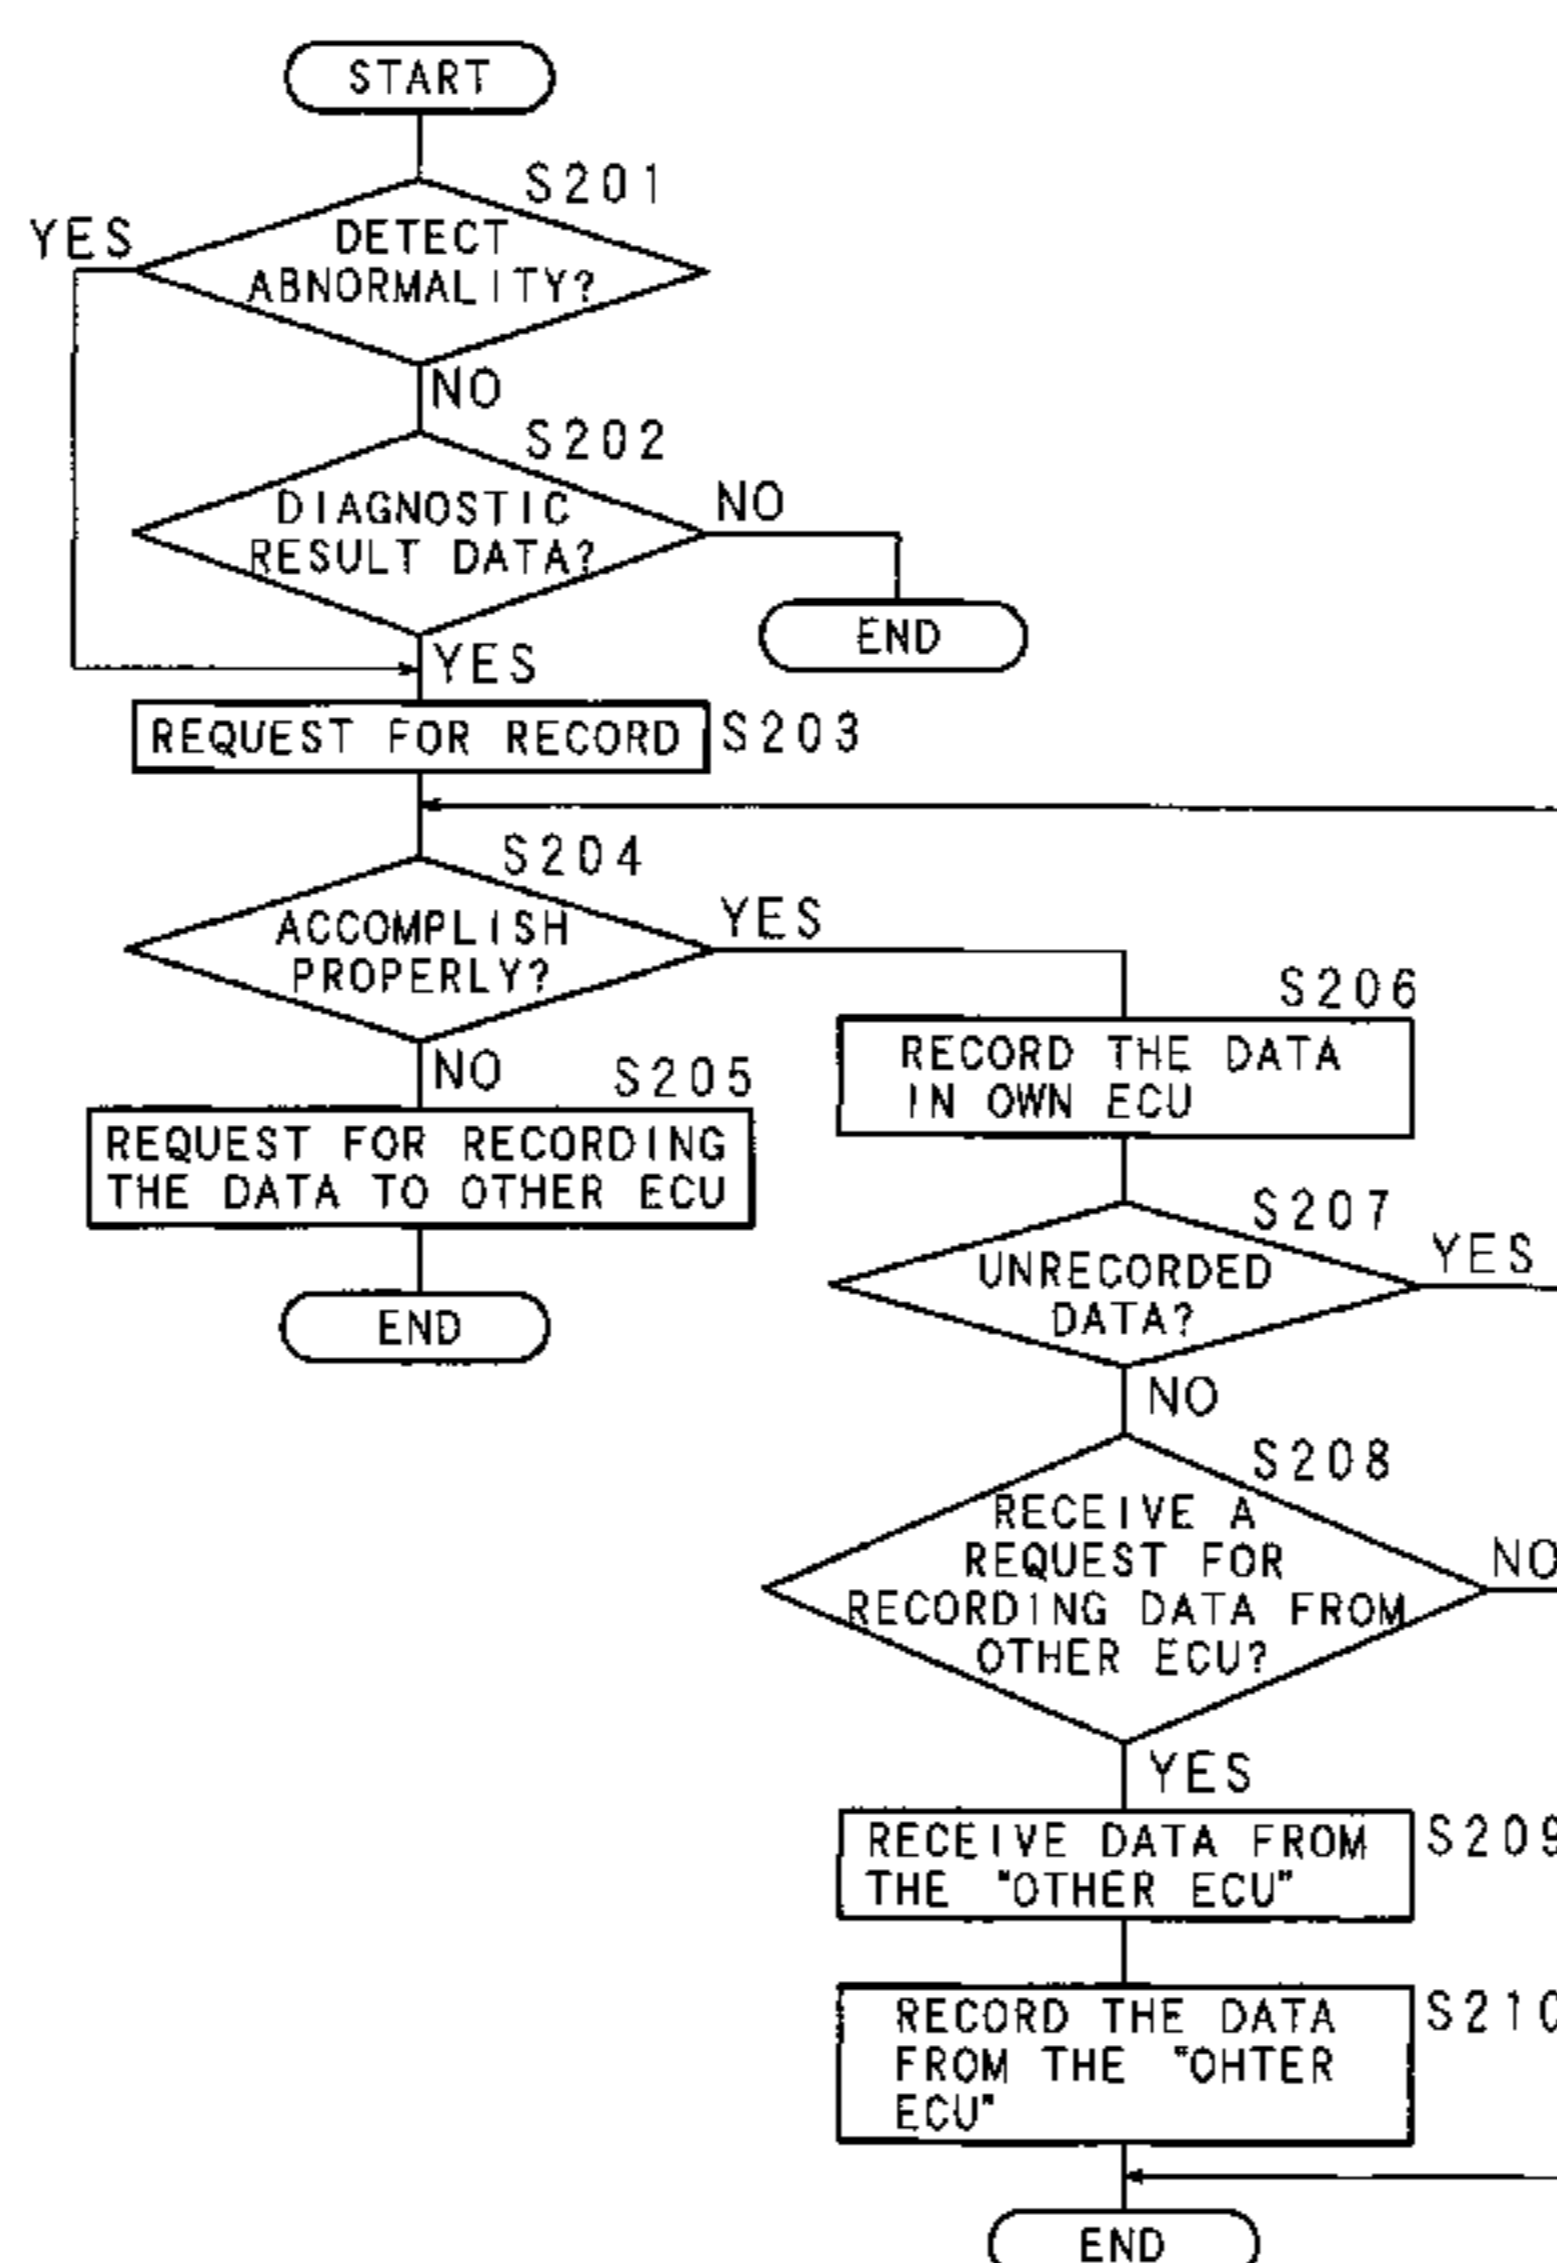 START
S201
YES
DETECT
ABNORMALITY?
NO
S202
DIAGNOSTIC
RESULT DATA?
NO
END
YES
REQUEST FOR RECORD
S203
S204
ACCOMPLISH
PROPERLY?
YES
NO
S205
REQUEST FOR RECORDING
THE DATA TO OTHER ECU
END
S206
RECORD THE DATA
IN OWN ECU
S207
UNRECORDED
DATA?
YES
NO
S208
RECEIVE A
REQUEST FOR
RECORDING DATA FROM
OTHER ECU?
NO
YES
RECEIVE DATA FROM
THE "OTHER ECU"
S209
RECORD THE DATA
FROM THE "OHTER
ECU"
S210
END